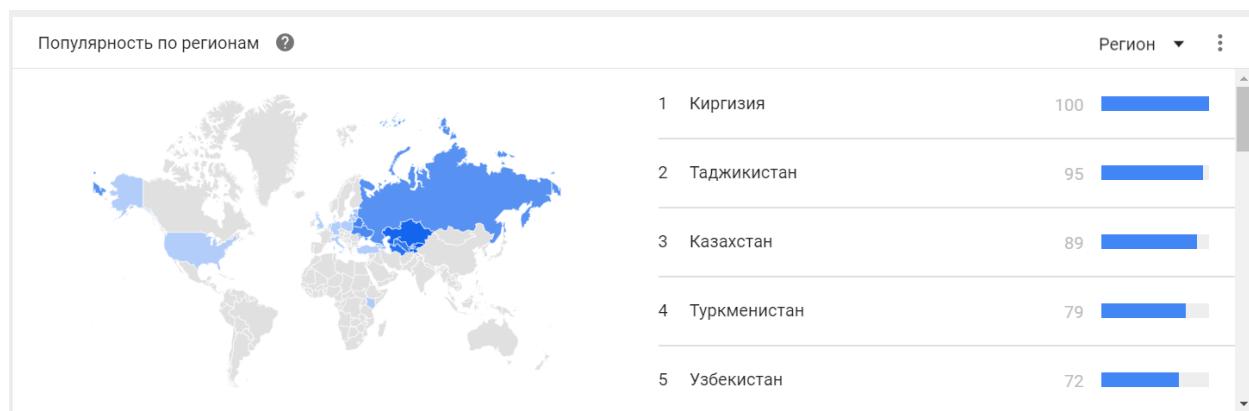 Популярность по регионам ?
Регион
1 Киргизия 100
2 Таджикистан 95
3 Казахстан 89
4 Туркменистан 79
5 Узбекистан 72